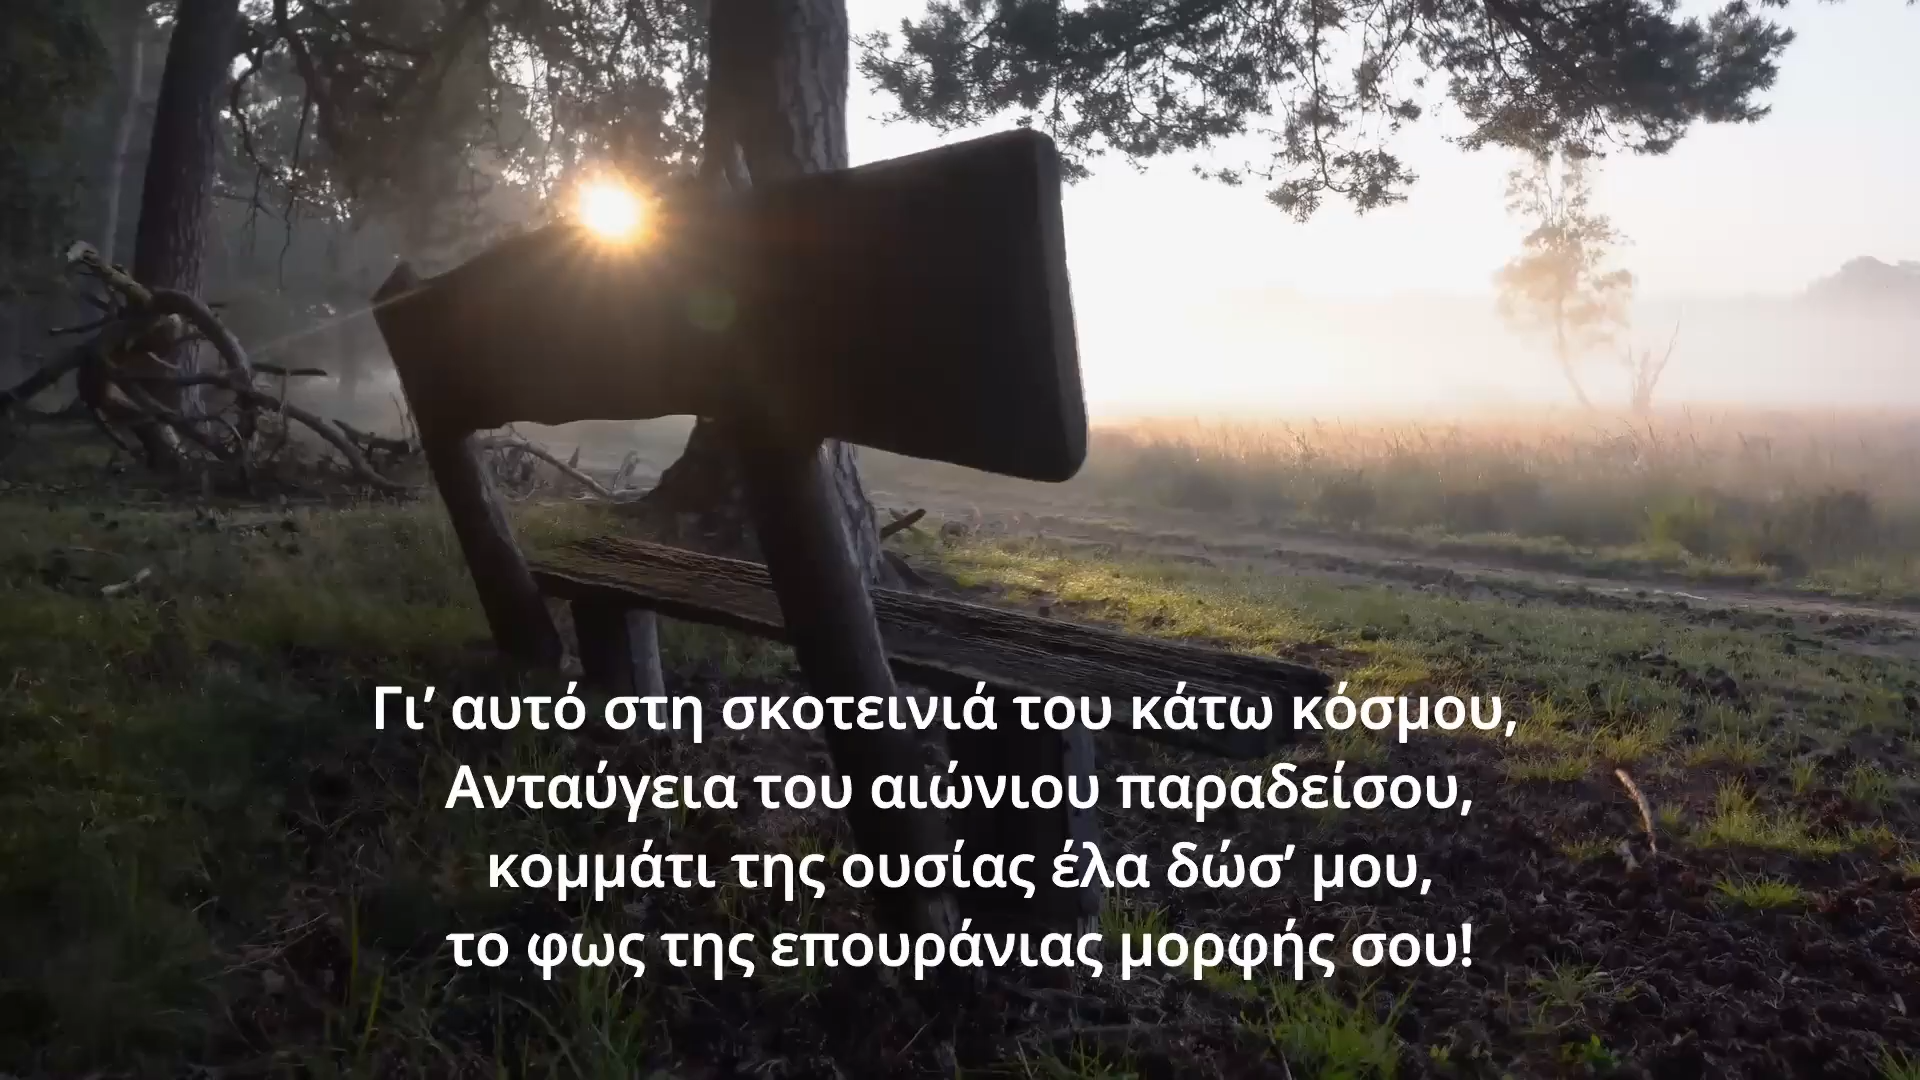 Γι’ αυτό στη σκοτεινιά του κάτω κόσμου,
Ανταύγεια του αιώνιου παραδείσου,
κομμάτι της ουσίας έλα δώσ’ μου,
το φως της επουράνιας μορφής σου!